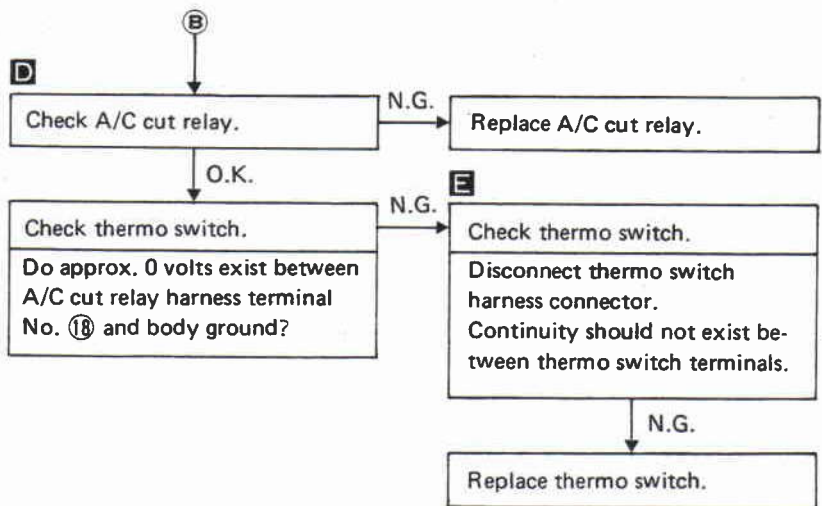 B
D
Check A/C cut relay.
N.G.
Replace A/C cut relay.
O.K.
Check thermo switch.
Do approx. 0 volts exist between
A/C cut relay harness terminal
No. ⑱ and body ground?
N.G.
E
Check thermo switch.
Disconnect thermo switch
harness connector.
Continuity should not exist be-
tween thermo switch terminals.
N.G.
Replace thermo switch.